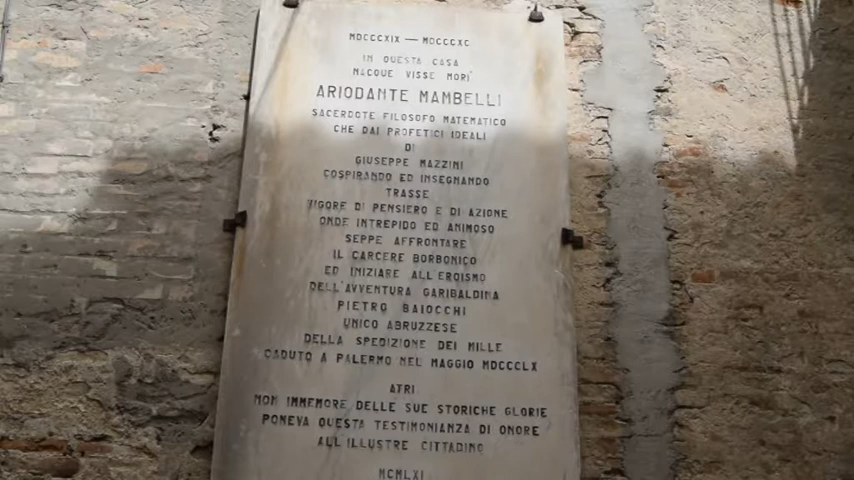 MDCCCXIX — MDCCCXC
IN QUESTA CASA
NACQUE VISSE MORI'
ARIODANTE MAMBELLI
SACERDOTE FILOSOFO MATEMATICO
CHE DAI PROFETICI IDEALI
DI
GIUSEPPE MAZZINI
COSPIRANDO ED INSEGNANDO
TRASSE
VIGORE DI PENSIERO E DI AZIONE
ONDE INTREPIDO ED ANIMOSO
SEPPE AFFRONTARE
IL CARCERE BORBONICO
ED INIZIARE ALL'EROISMO
DELL'AVVENTURA GARIBALDINA
PIETRO BAIOCCHI
UNICO ABRUZZESE
DELLA SPEDIZIONE DEI MILLE
CADUTO A PALERMO NEL MAGGIO MDCCCLX
ATRI
NON IMMEMORE DELLE SUE STORICHE GLORIE
PONEVA QUESTA TESTIMONIANZA DI ONORE
ALL'ILLUSTRE CITTADINO
MCMLXI